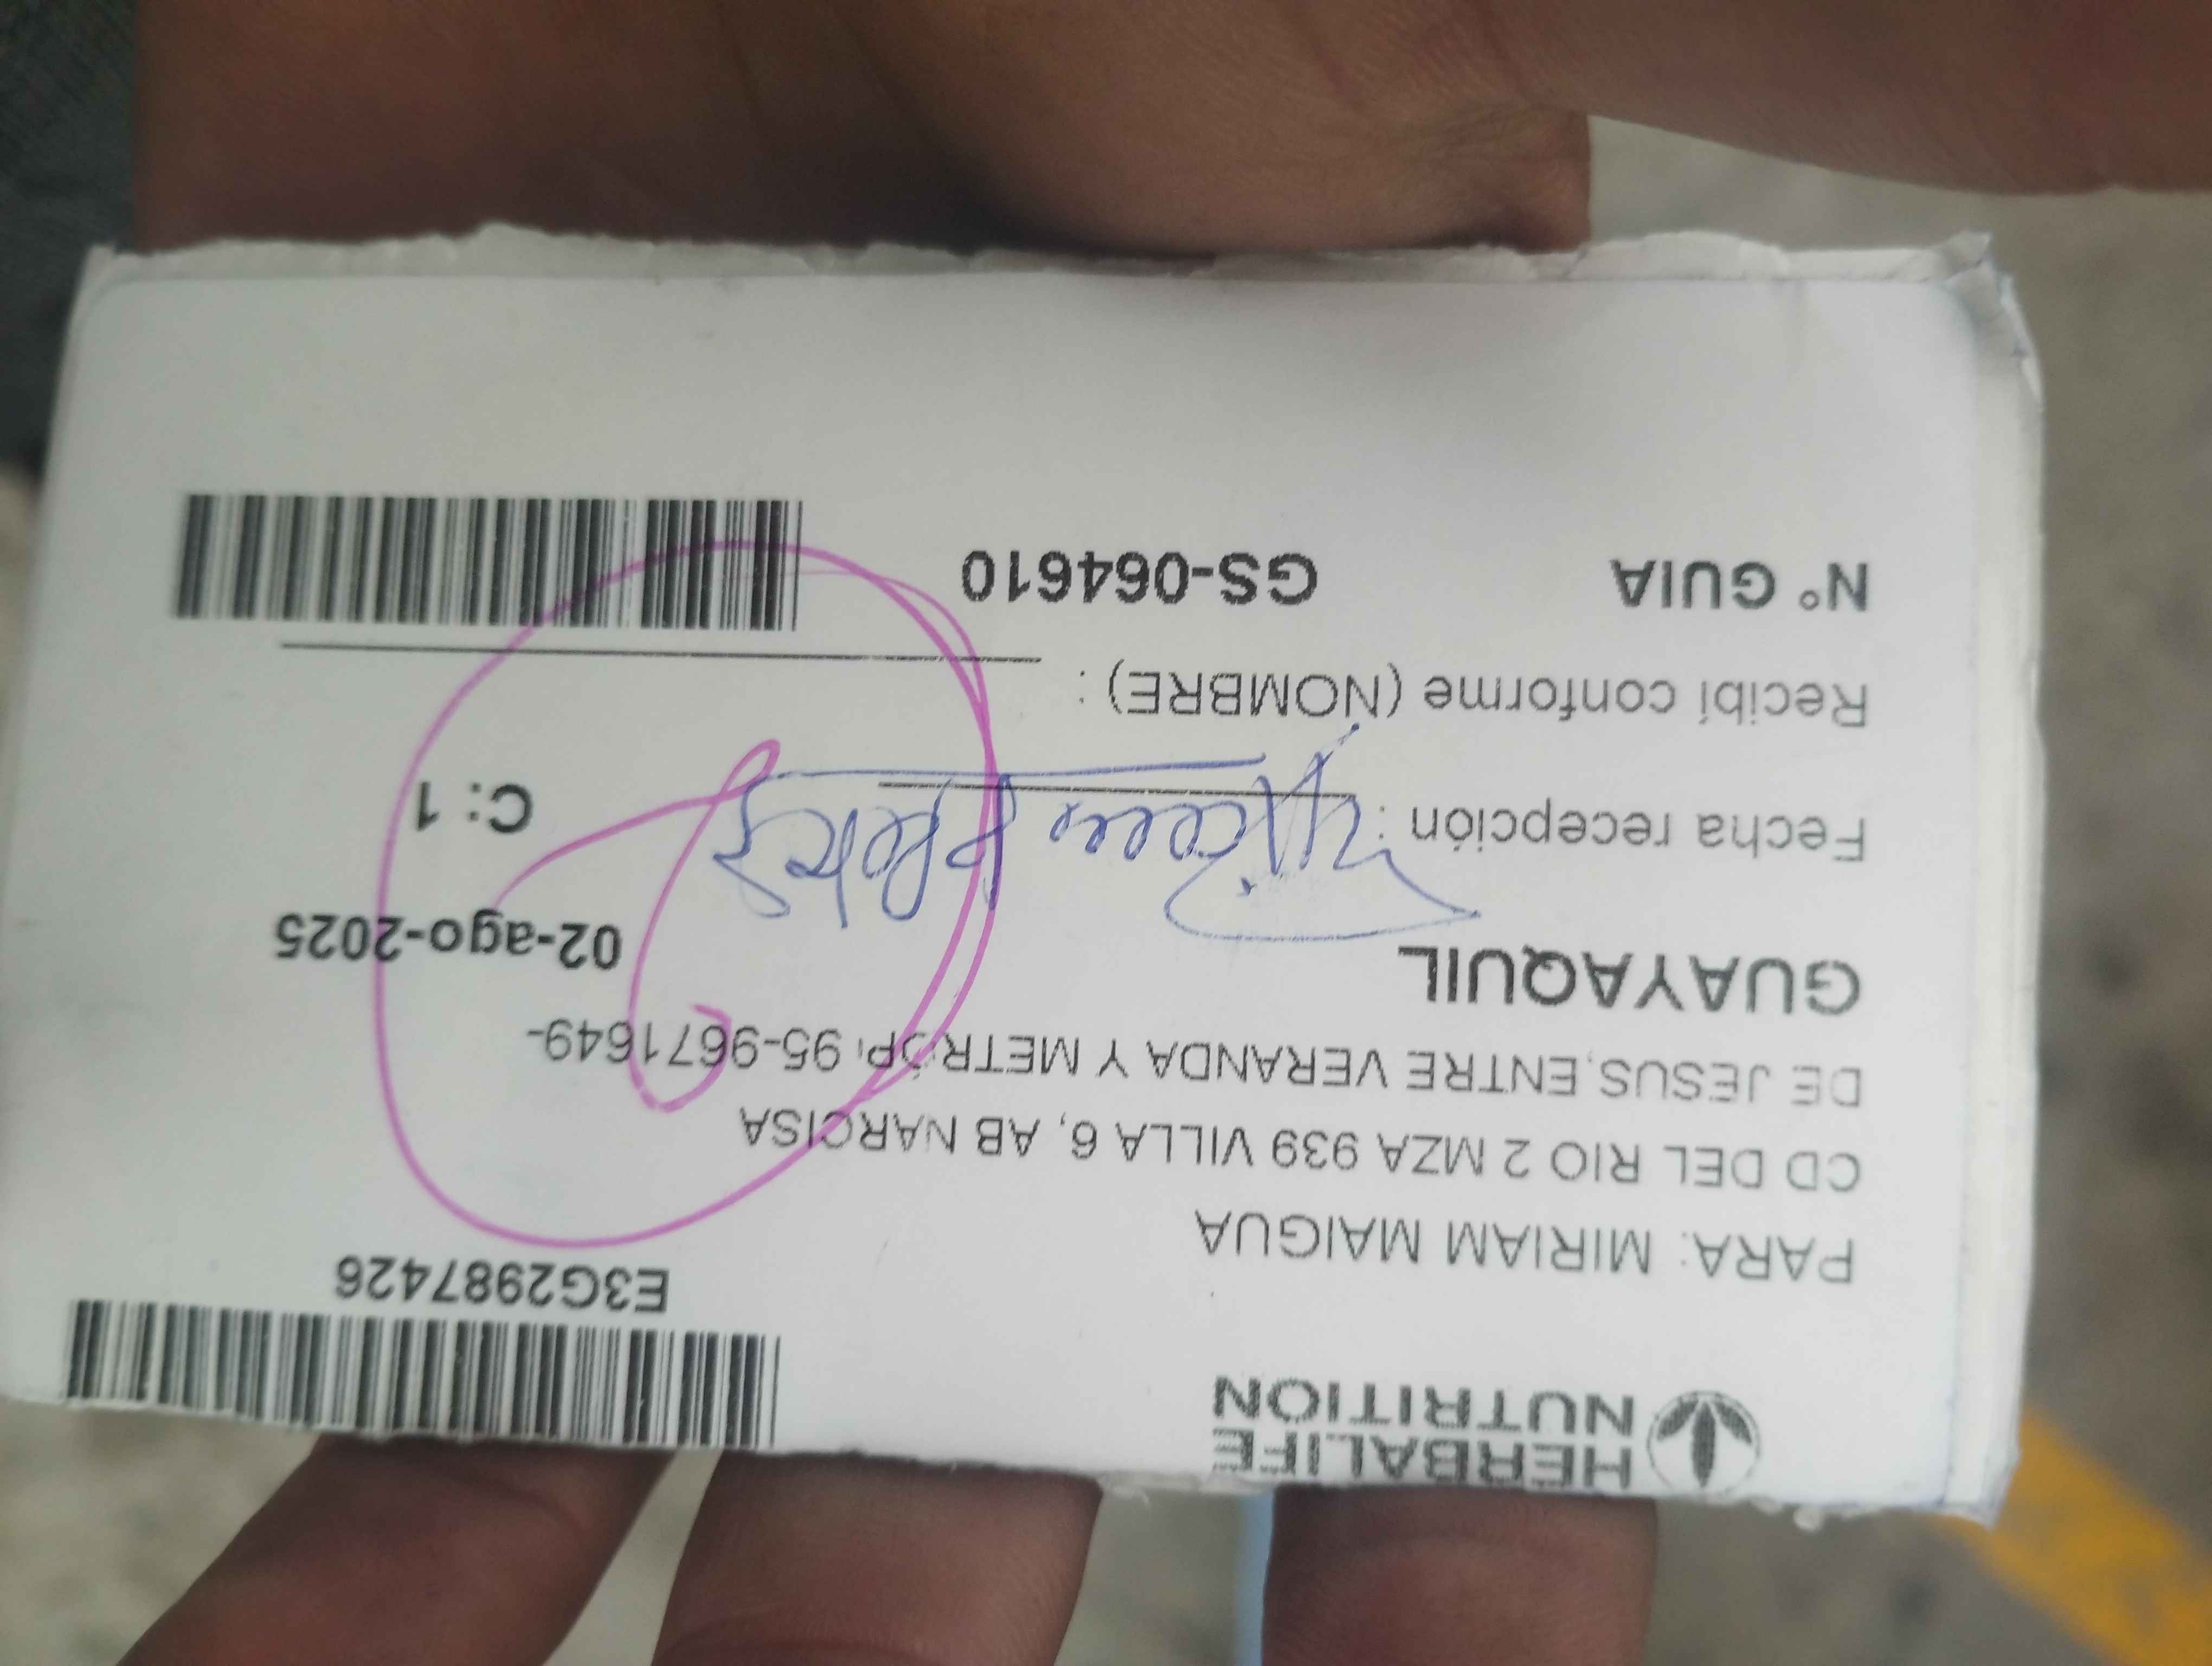 HERBALIFE
NUTRITION
E3G2987426
PARA: MIRIAM MAIGUA
CD DEL RIO 2 MZA 939 VILLA 6, AB NARCISA
DE JESUS, ENTRE VERANDA Y METROP 95-9671649-
GUAYAQUIL
02-ago-2025
Fecha recepción :
C: 1
Recibí conforme (NOMBRE) :
N° GUIA GS-064610